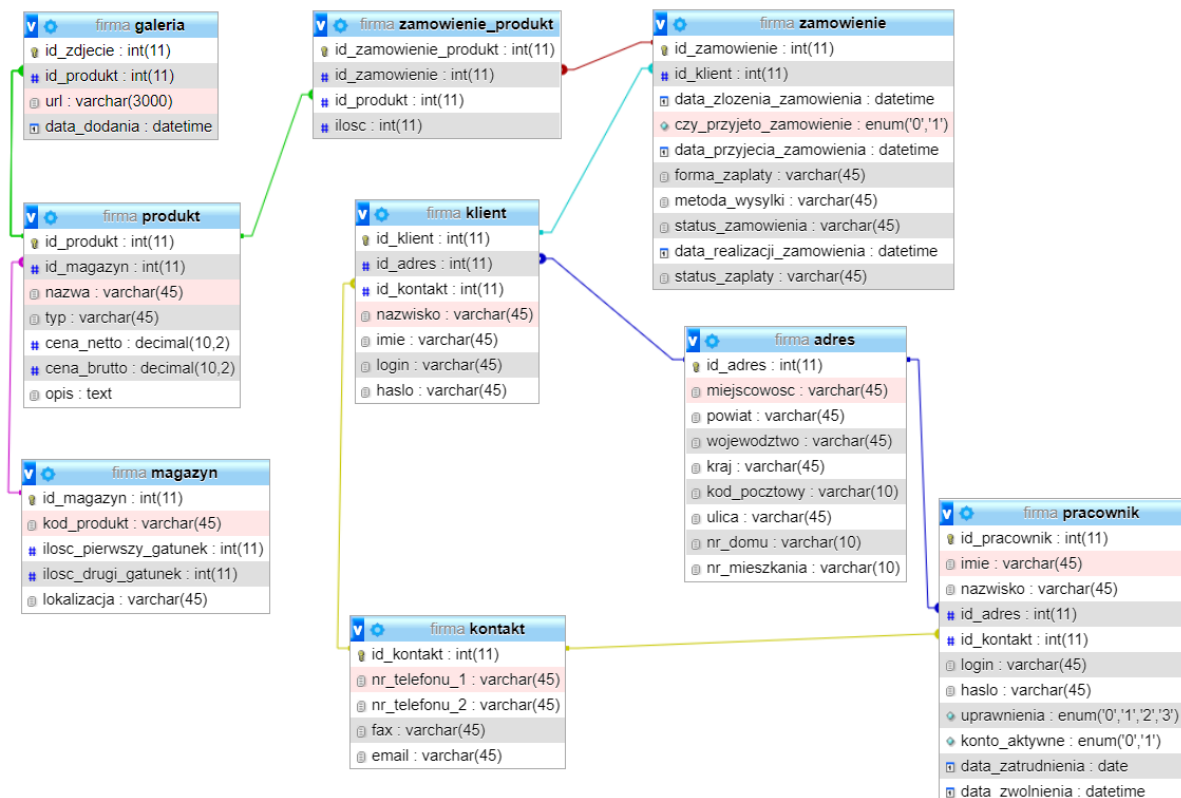 firma galeria
id_zdjecie : int(11)
id_produkt : int(11)
url : varchar(3000)
data_dodania : datetime
firma zamowienie_produkt
id_zamowienie_produkt : int(11)
id_zamowienie : int(11)
id_produkt : int(11)
ilosc : int(11)
firma zamowienie
id_zamowienie : int(11)
id_klient : int(11)
data_zlozenia_zamowienia : datetime
czy_przyjeto_zamowienie : enum('0','1')
data_przyjecia_zamowienia : datetime
forma_zaplaty : varchar(45)
metoda_wysylki : varchar(45)
status_zamowienia : varchar(45)
data_realizacji_zamowienia : datetime
status_zaplaty : varchar(45)
firma produkt
id_produkt : int(11)
id_magazyn : int(11)
nazwa : varchar(45)
typ : varchar(45)
cena_netto : decimal(10,2)
cena_brutto : decimal(10,2)
opis : text
firma klient
id_klient : int(11)
id_adres : int(11)
id_kontakt : int(11)
nazwisko : varchar(45)
imie : varchar(45)
login : varchar(45)
haslo : varchar(45)
firma adres
id_adres : int(11)
miejscowosc : varchar(45)
powiat : varchar(45)
wojewodztwo : varchar(45)
kraj : varchar(45)
kod_pocztowy : varchar(10)
ulica : varchar(45)
nr_domu : varchar(10)
nr_mieszkania : varchar(10)
firma magazyn
id_magazyn : int(11)
kod_produkt : varchar(45)
ilosc_pierwszy_gatunek : int(11)
ilosc_drugi_gatunek : int(11)
lokalizacja : varchar(45)
firma kontakt
id_kontakt : int(11)
nr_telefonu_1 : varchar(45)
nr_telefonu_2 : varchar(45)
fax : varchar(45)
email : varchar(45)
firma pracownik
id_pracownik : int(11)
imie : varchar(45)
nazwisko : varchar(45)
id_adres : int(11)
id_kontakt : int(11)
login : varchar(45)
haslo : varchar(45)
uprawnienia : enum('0','1','2','3')
konto_aktywne : enum('0','1')
data_zatrudnienia : date
data_zwolnienia : datetime